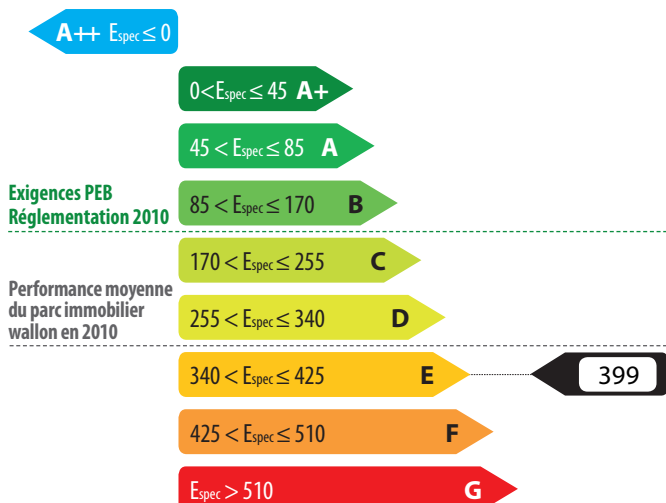 A++ Espec ≤ 0
0<Espec ≤ 45 A+
45 < Espec ≤ 85 A
Exigences PEB
Réglementation 2010
85 < Espec ≤ 170 B
170 < Espec ≤ 255 C
Performance moyenne
du parc immobilier
wallon en 2010
255 < Espec ≤ 340 D
340 < Espec ≤ 425 E 399
425 < Espec ≤ 510 F
Espec > 510 G